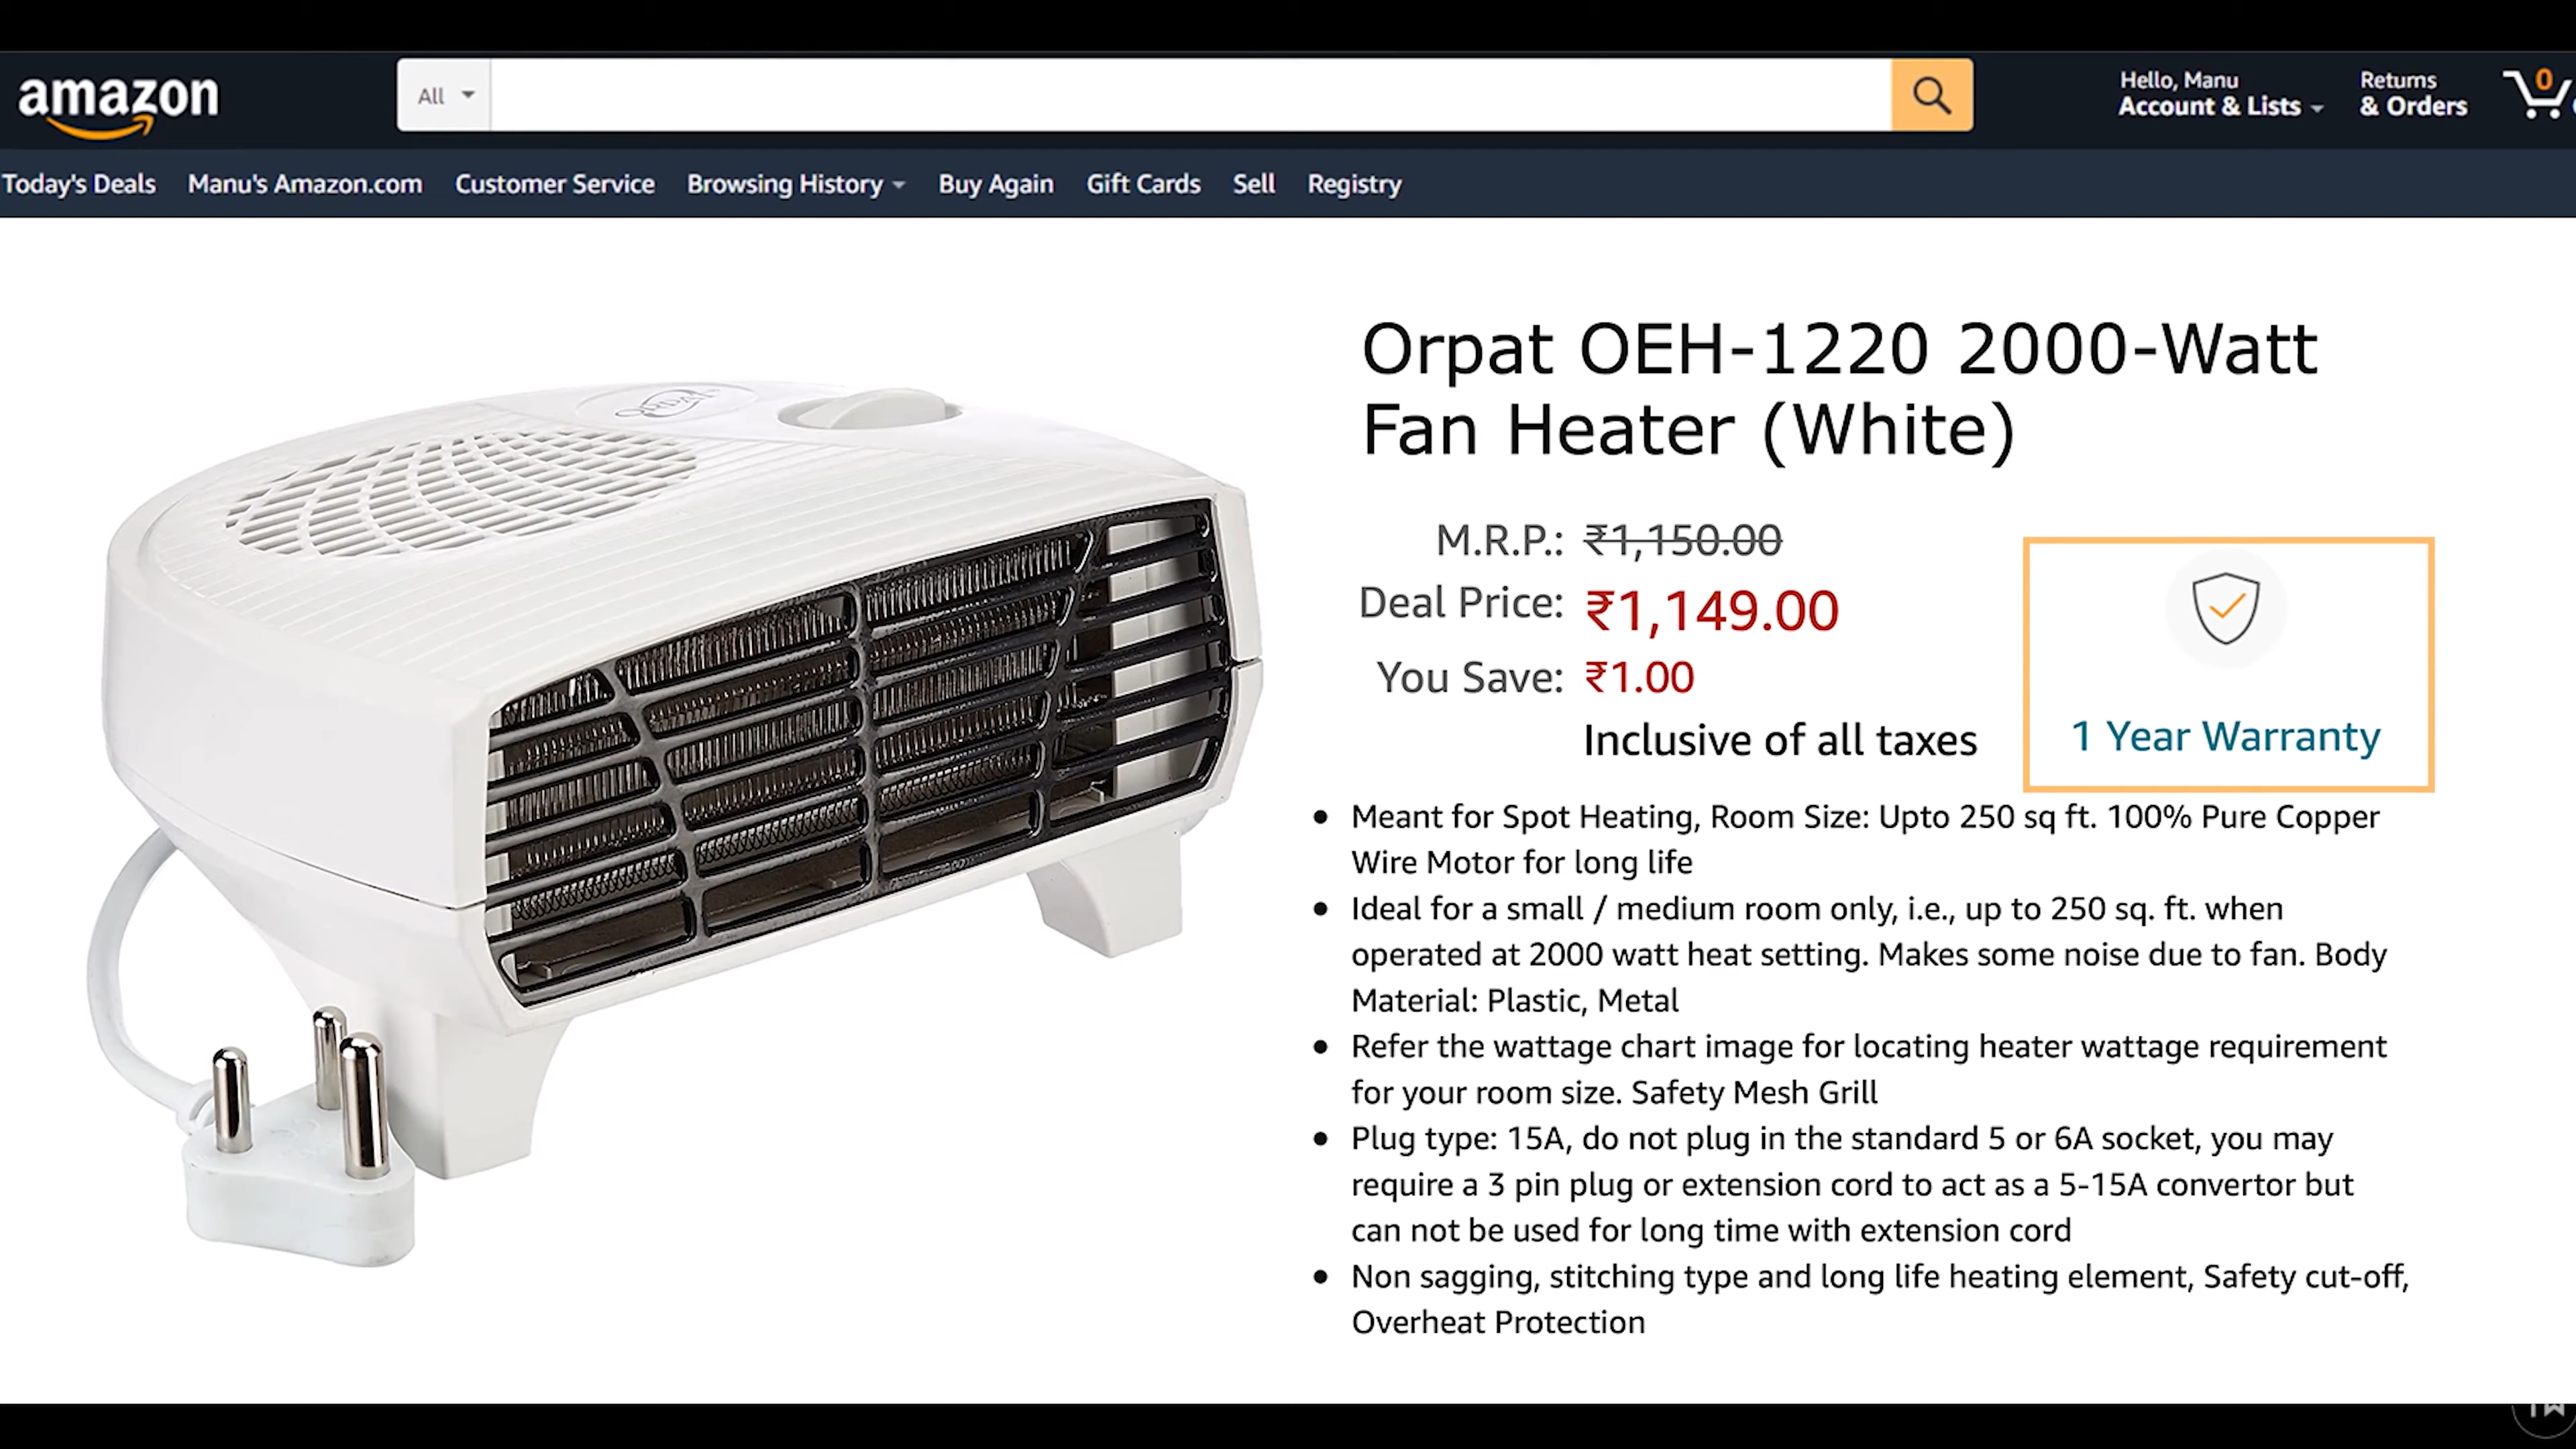 amazon
All
Hello, Manu
Account & Lists
Returns
& Orders
0
Today's Deals
Manu's Amazon.com
Customer Service
Browsing History
Buy Again
Gift Cards
Sell
Registry
ORPAT
Orpat OEH-1220 2000-Watt
Fan Heater (White)
M.R.P.: ₹1,150.00
Deal Price: ₹1,149.00
You Save: ₹1.00
Inclusive of all taxes
1 Year Warranty
• Meant for Spot Heating, Room Size: Upto 250 sq ft. 100% Pure Copper
Wire Motor for long life
• Ideal for a small / medium room only, i.e., up to 250 sq. ft. when
operated at 2000 watt heat setting. Makes some noise due to fan. Body
Material: Plastic, Metal
• Refer the wattage chart image for locating heater wattage requirement
for your room size. Safety Mesh Grill
• Plug type: 15A, do not plug in the standard 5 or 6A socket, you may
require a 3 pin plug or extension cord to act as a 5-15A convertor but
can not be used for long time with extension cord
• Non sagging, stitching type and long life heating element, Safety cut-off,
Overheat Protection